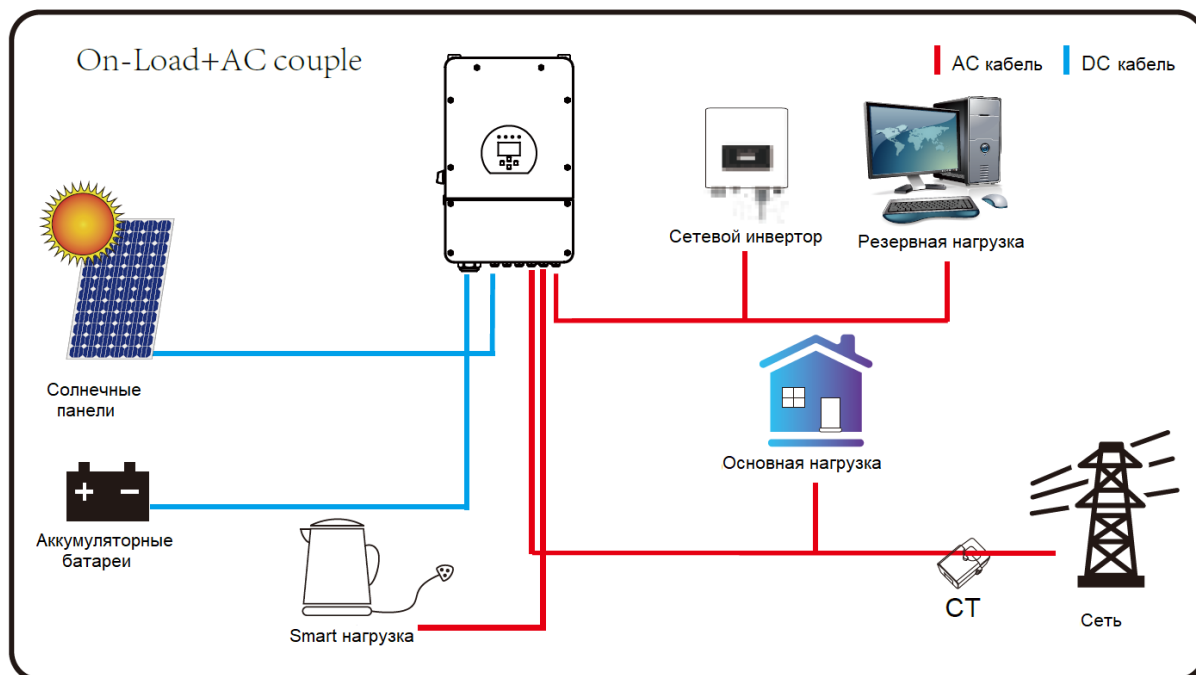 On-Load+AC couple
AC кабель
DC кабель
Сетевой инвертор
Резервная нагрузка
Солнечные
панели
Основная нагрузка
+ −
Аккумуляторные
батареи
CT
Smart нагрузка
Сеть